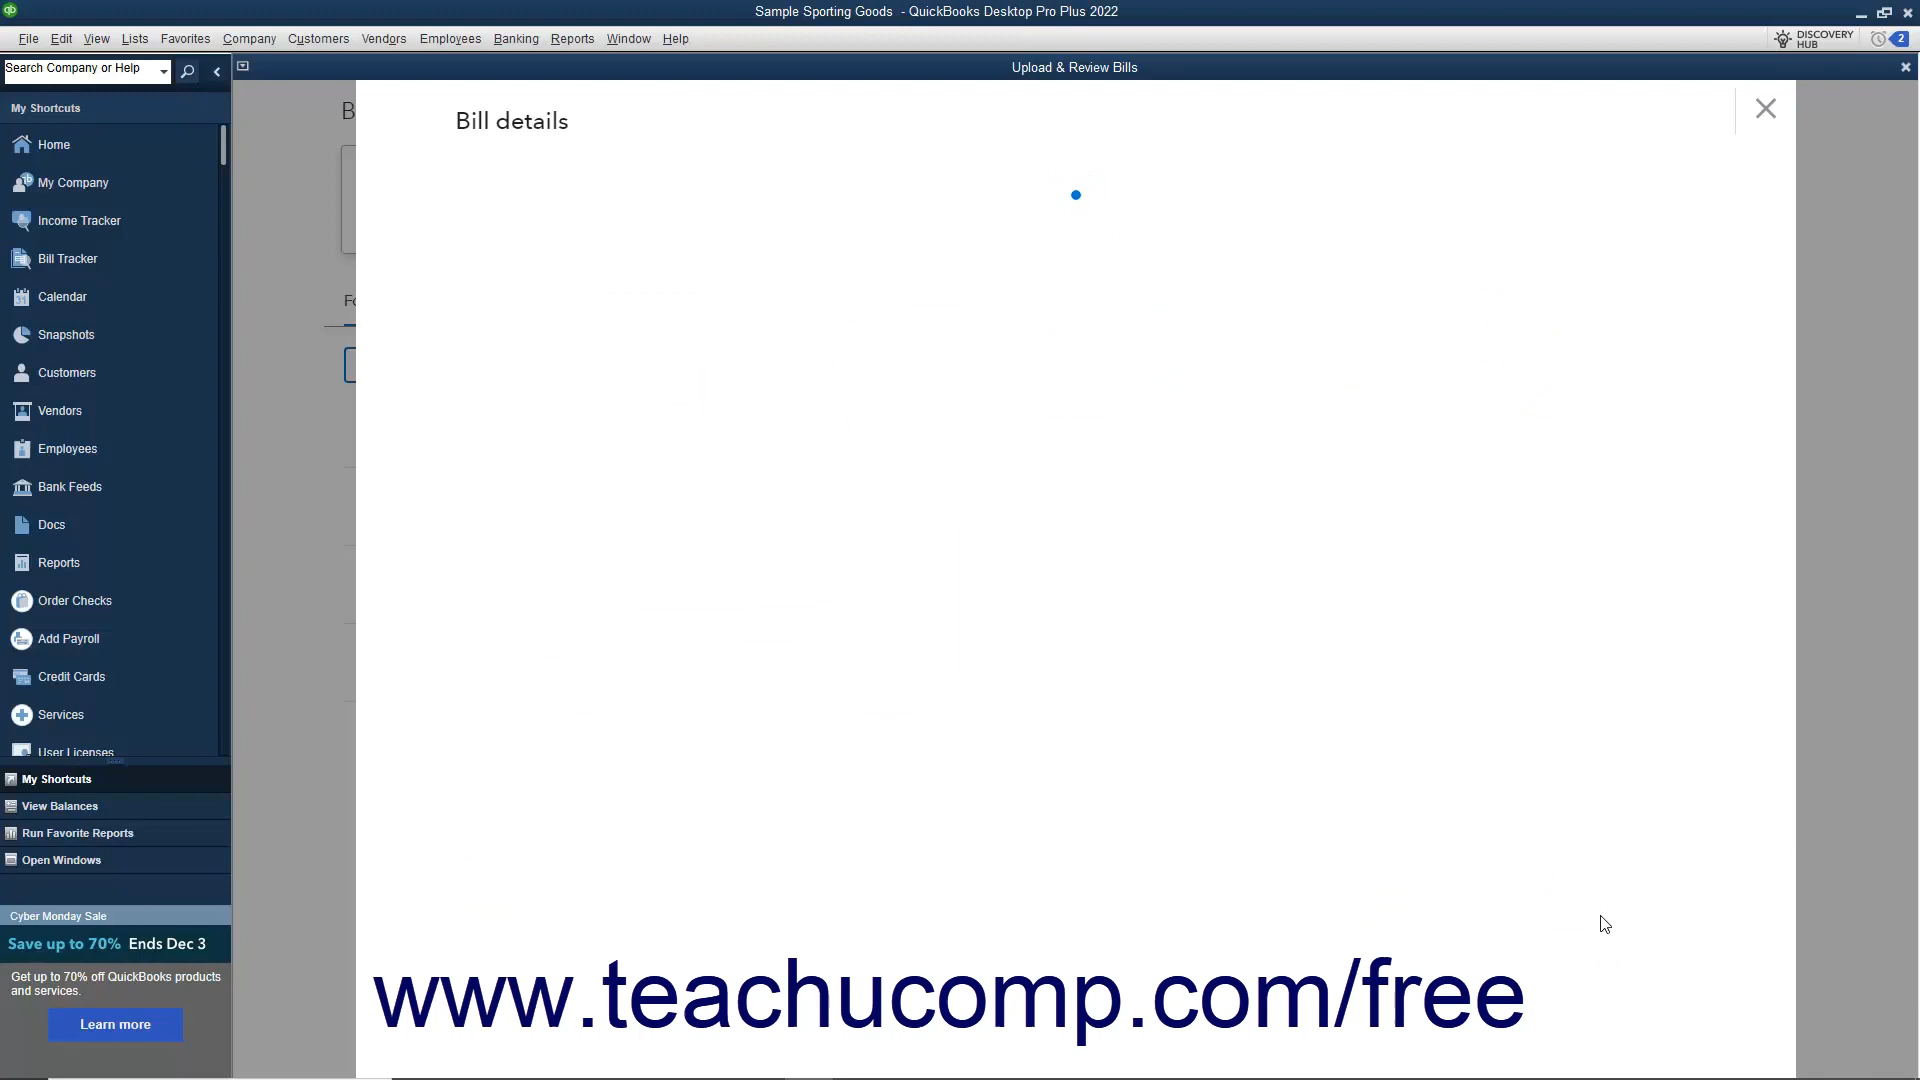 Sample Sporting Goods - QuickBooks Desktop Pro Plus 2022
File Edit View Lists Favorites Company Customers Vendors Employees Banking Reports Window Help
DISCOVERY HUB
2
Search Company or Help
Upload & Review Bills
My Shortcuts
Home
My Company
Income Tracker
Bill Tracker
Calendar
Snapshots
Customers
Vendors
Employees
Bank Feeds
Docs
Reports
Order Checks
Add Payroll
Credit Cards
Services
User Licenses
My Shortcuts
View Balances
Run Favorite Reports
Open Windows
Cyber Monday Sale
Save up to 70% Ends Dec 3
Get up to 70% off QuickBooks products
and services.
Learn more
B
Bill details
Fo
www.teachucomp.com/free